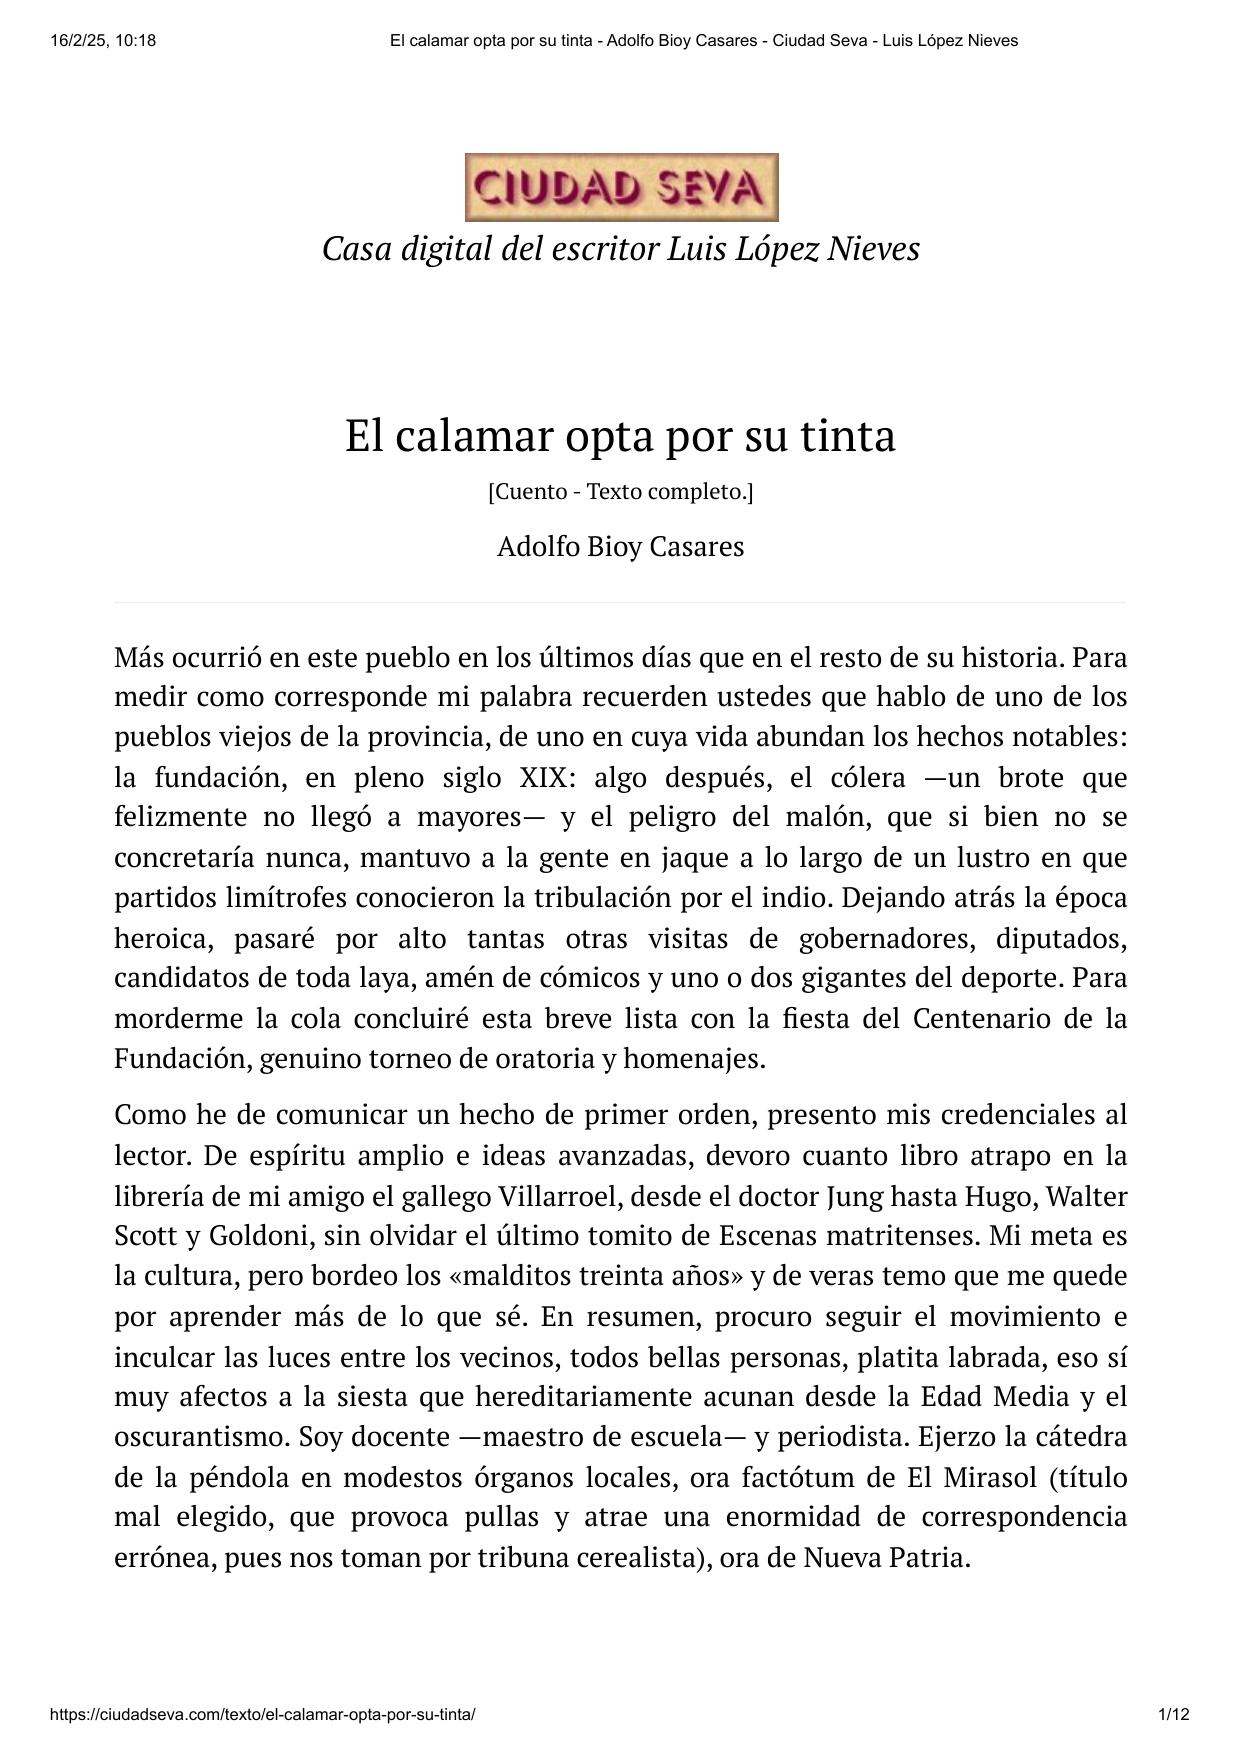 16/2/25, 10:18 El calamar opta por su tinta - Adolfo Bioy Casares - Ciudad Seva - Luis López Nieves
CIUDAD SEVA
Casa digital del escritor Luis López Nieves
El calamar opta por su tinta
[Cuento - Texto completo.]
Adolfo Bioy Casares
Más ocurrió en este pueblo en los últimos días que en el resto de su historia. Para
medir como corresponde mi palabra recuerden ustedes que hablo de uno de los
pueblos viejos de la provincia, de uno en cuya vida abundan los hechos notables:
la fundación, en pleno siglo XIX: algo después, el cólera —un brote que
felizmente no llegó a mayores— y el peligro del malón, que si bien no se
concretaría nunca, mantuvo a la gente en jaque a lo largo de un lustro en que
partidos limítrofes conocieron la tribulación por el indio. Dejando atrás la época
heroica, pasaré por alto tantas otras visitas de gobernadores, diputados,
candidatos de toda laya, amén de cómicos y uno o dos gigantes del deporte. Para
morderme la cola concluiré esta breve lista con la fiesta del Centenario de la
Fundación, genuino torneo de oratoria y homenajes.
Como he de comunicar un hecho de primer orden, presento mis credenciales al
lector. De espíritu amplio e ideas avanzadas, devoro cuanto libro atrapo en la
librería de mi amigo el gallego Villarroel, desde el doctor Jung hasta Hugo, Walter
Scott y Goldoni, sin olvidar el último tomito de Escenas matritenses. Mi meta es
la cultura, pero bordeo los «malditos treinta años» y de veras temo que me quede
por aprender más de lo que sé. En resumen, procuro seguir el movimiento e
inculcar las luces entre los vecinos, todos bellas personas, platita labrada, eso sí
muy afectos a la siesta que hereditariamente acunan desde la Edad Media y el
oscurantismo. Soy docente —maestro de escuela— y periodista. Ejerzo la cátedra
de la péndola en modestos órganos locales, ora factótum de El Mirasol (título
mal elegido, que provoca pullas y atrae una enormidad de correspondencia
errónea, pues nos toman por tribuna cerealista), ora de Nueva Patria.
https://ciudadseva.com/texto/el-calamar-opta-por-su-tinta/ 1/12